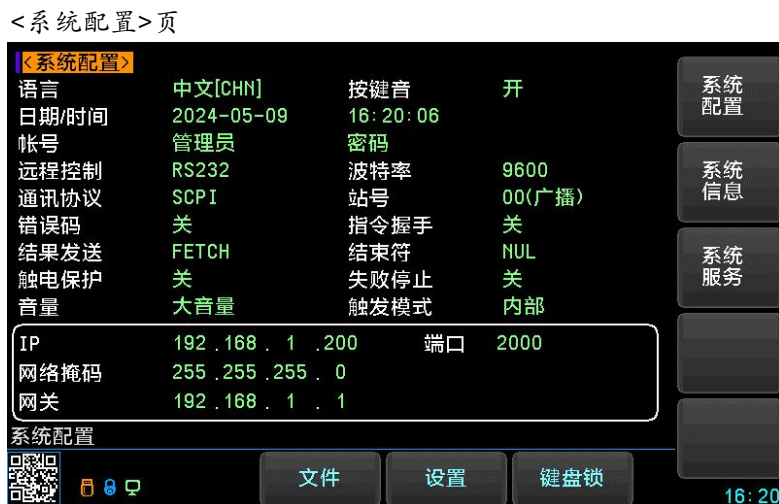 <系统配置>页
<系统配置>
语言 中文[CHN] 按键音 开
日期/时间 2024-05-09 16:20:06
帐号 管理员 密码
远程控制 RS232 波特率 9600
通讯协议 SCPI 站号 00(广播)
错误码 关 指令握手 关
结果发送 FETCH 结束符 NUL
触电保护 关 失败停止 关
音量 大音量 触发模式 内部
IP 192.168.1.200 端口 2000
网络掩码 255.255.255.0
网关 192.168.1.1
系统配置
系统
配置
系统
信息
系统
服务
文件 设置 键盘锁 16:20